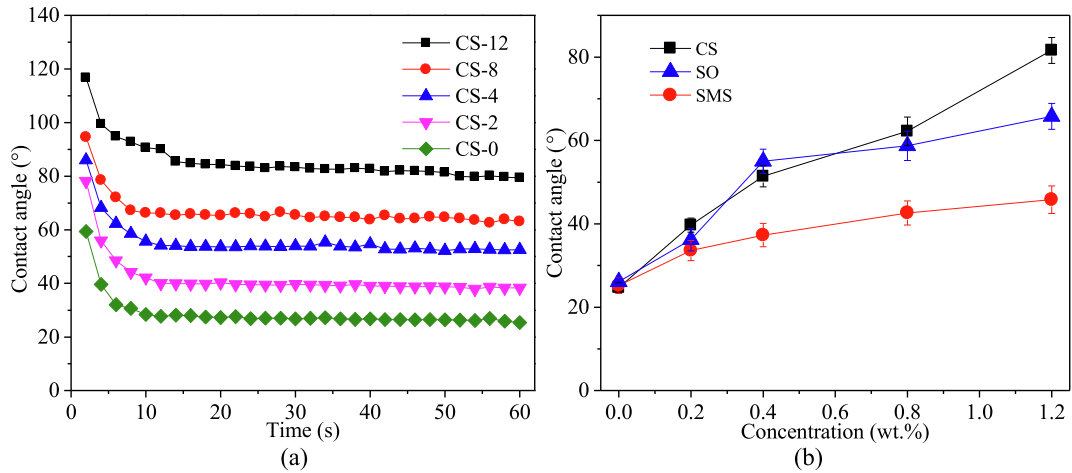 140
120
100
80
60
40
20
0
Contact angle (°)
CS-12
CS-8
CS-4
CS-2
CS-0
0
10
20
30
40
50
60
Time (s)
(a)
80
60
40
20
0
Contact angle (°)
CS
SO
SMS
0.0
0.2
0.4
0.6
0.8
1.0
1.2
Concentration (wt.%)
(b)